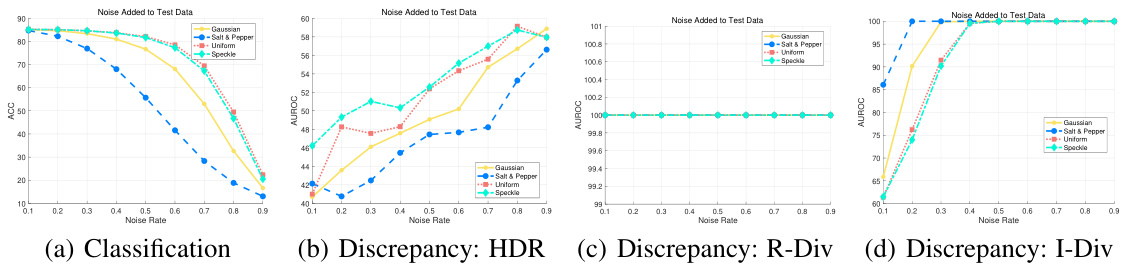 Noise Added to Test Data
90
80
70
60
50
40
30
20
10
ACC
0.1 0.2 0.3 0.4 0.5 0.6 0.7 0.8 0.9
Noise Rate
Gaussian
Salt & Pepper
Uniform
Speckle
(a) Classification
Noise Added to Test Data
60
58
56
54
52
50
48
46
44
42
40
AUROC
0.1 0.2 0.3 0.4 0.5 0.6 0.7 0.8 0.9
Noise Rate
Gaussian
Salt & Pepper
Uniform
Speckle
(b) Discrepancy: HDR
Noise Added to Test Data
101
100.8
100.6
100.4
100.2
100
99.8
99.6
99.4
99.2
99
AUROC
0.1 0.2 0.3 0.4 0.5 0.6 0.7 0.8 0.9
Noise Rate
Gaussian
Salt & Pepper
Uniform
Speckle
(c) Discrepancy: R-Div
Noise Added to Test Data
100
95
90
85
80
75
70
65
60
AUROC
0.1 0.2 0.3 0.4 0.5 0.6 0.7 0.8 0.9
Noise Rate
Gaussian
Salt & Pepper
Uniform
Speckle
(d) Discrepancy: I-Div